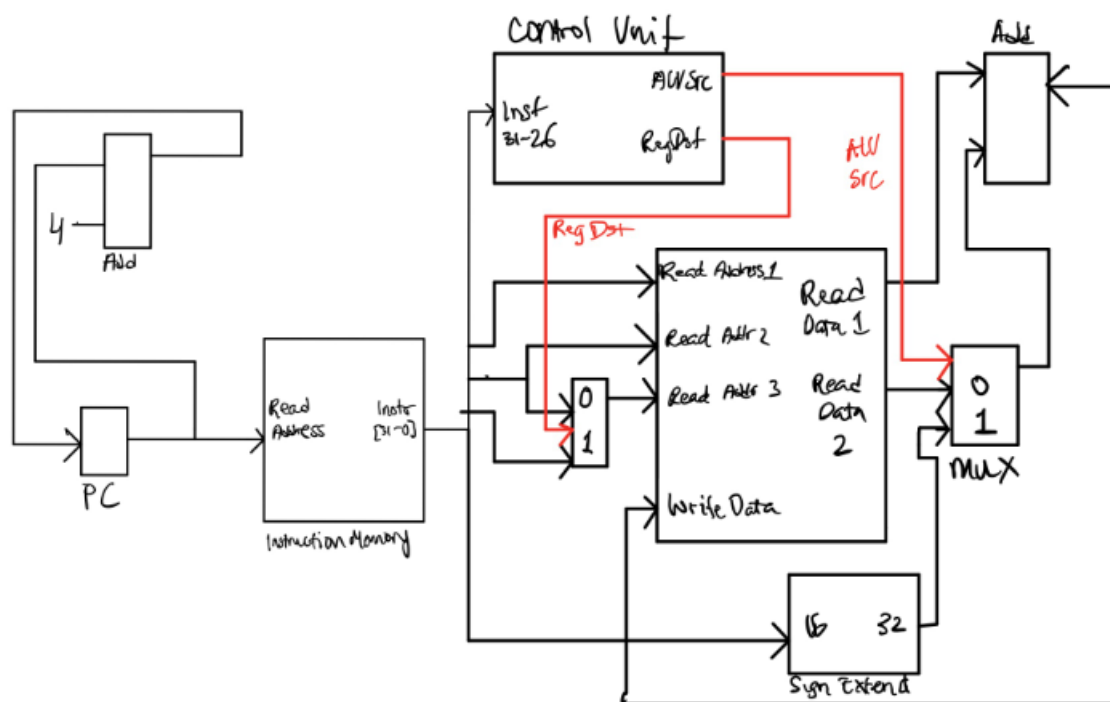 Control Unit
Add
ALUSrc
Inst
31-26
RegDst
ALU
Src
4
Add
RegDst
Read Address 1
Read
Data 1
Read Addr 2
Read
Address
Instr
[31-0]
0
1
Read Addr 3
Read
Data
2
0
1
MUX
PC
Write Data
Instruction Memory
16 32
Sign Extend